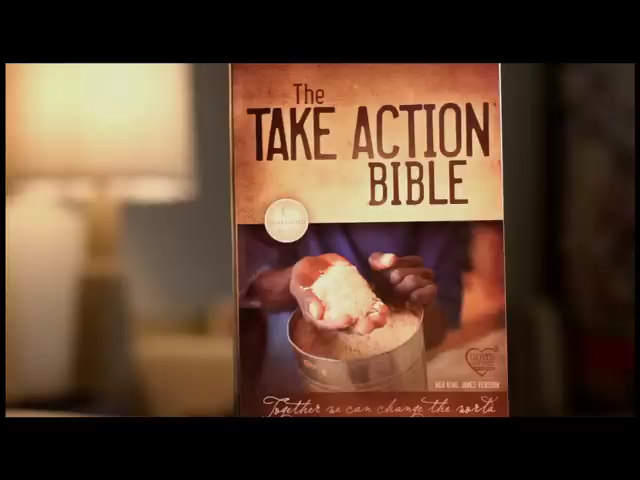 The
TAKE ACTION
BIBLE
NEW KING JAMES VERSION
Together we can change the world